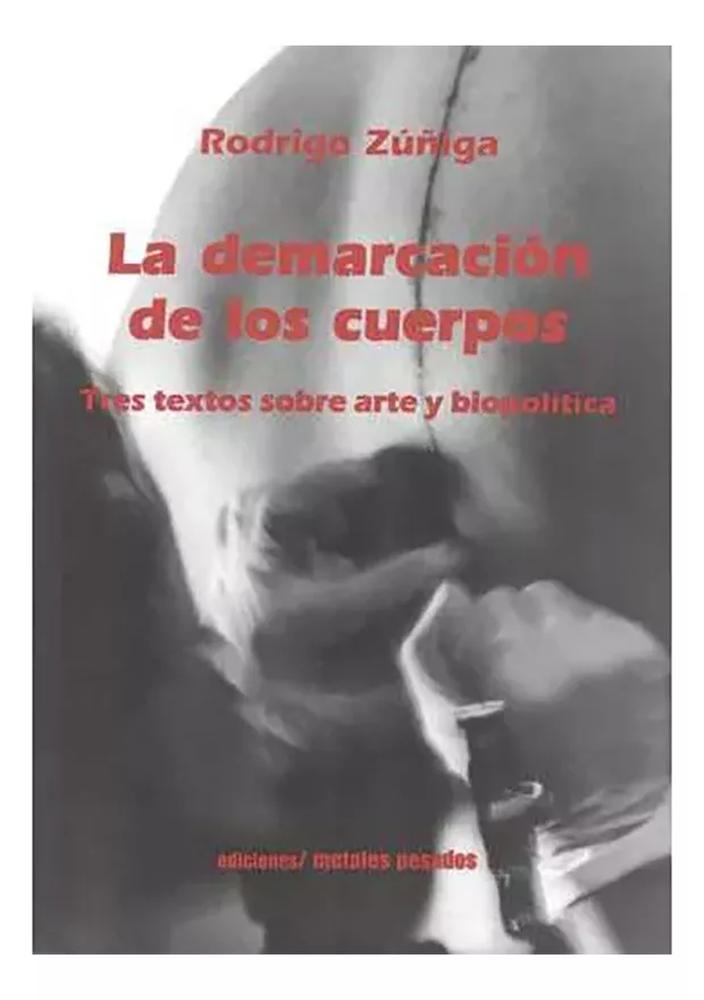 Rodrigo Zúñiga
La demarcación
de los cuerpos
Tres textos sobre arte y biopolítica
ediciones/ metales pesados